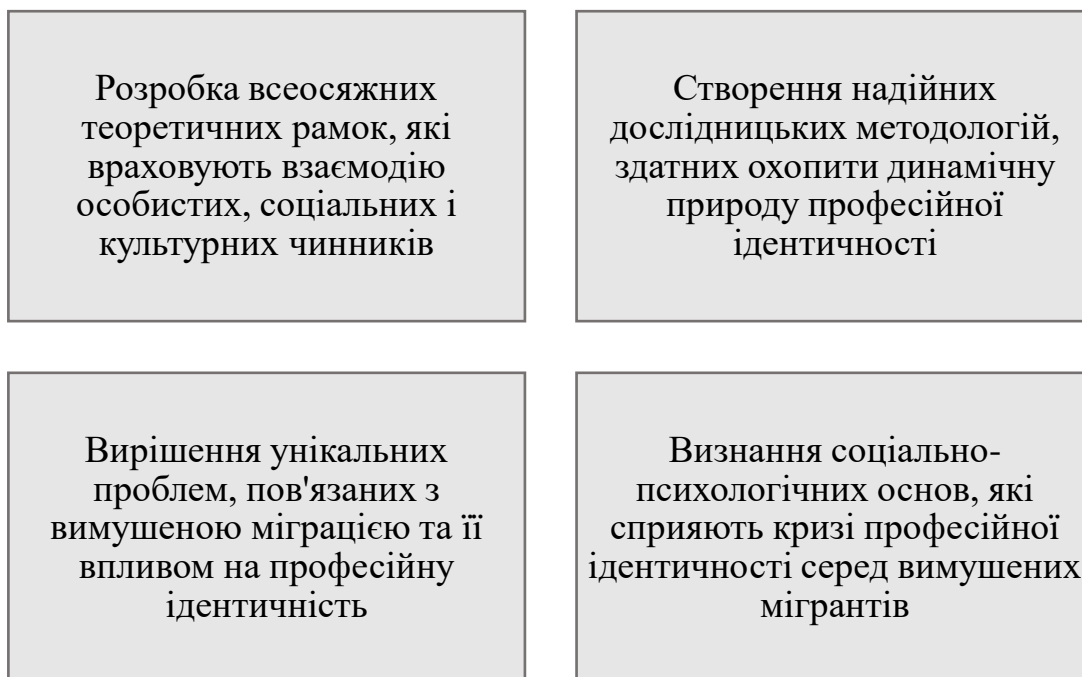 Розробка всеосяжних
теоретичних рамок, які
враховують взаємодію
особистих, соціальних і
культурних чинників
Створення надійних
дослідницьких методологій,
здатних охопити динамічну
природу професійної
ідентичності
Вирішення унікальних
проблем, пов'язаних з
вимушеною міграцією та її
впливом на професійну
ідентичність
Визнання соціально-
психологічних основ, які
сприяють кризі професійної
ідентичності серед вимушених
мігрантів